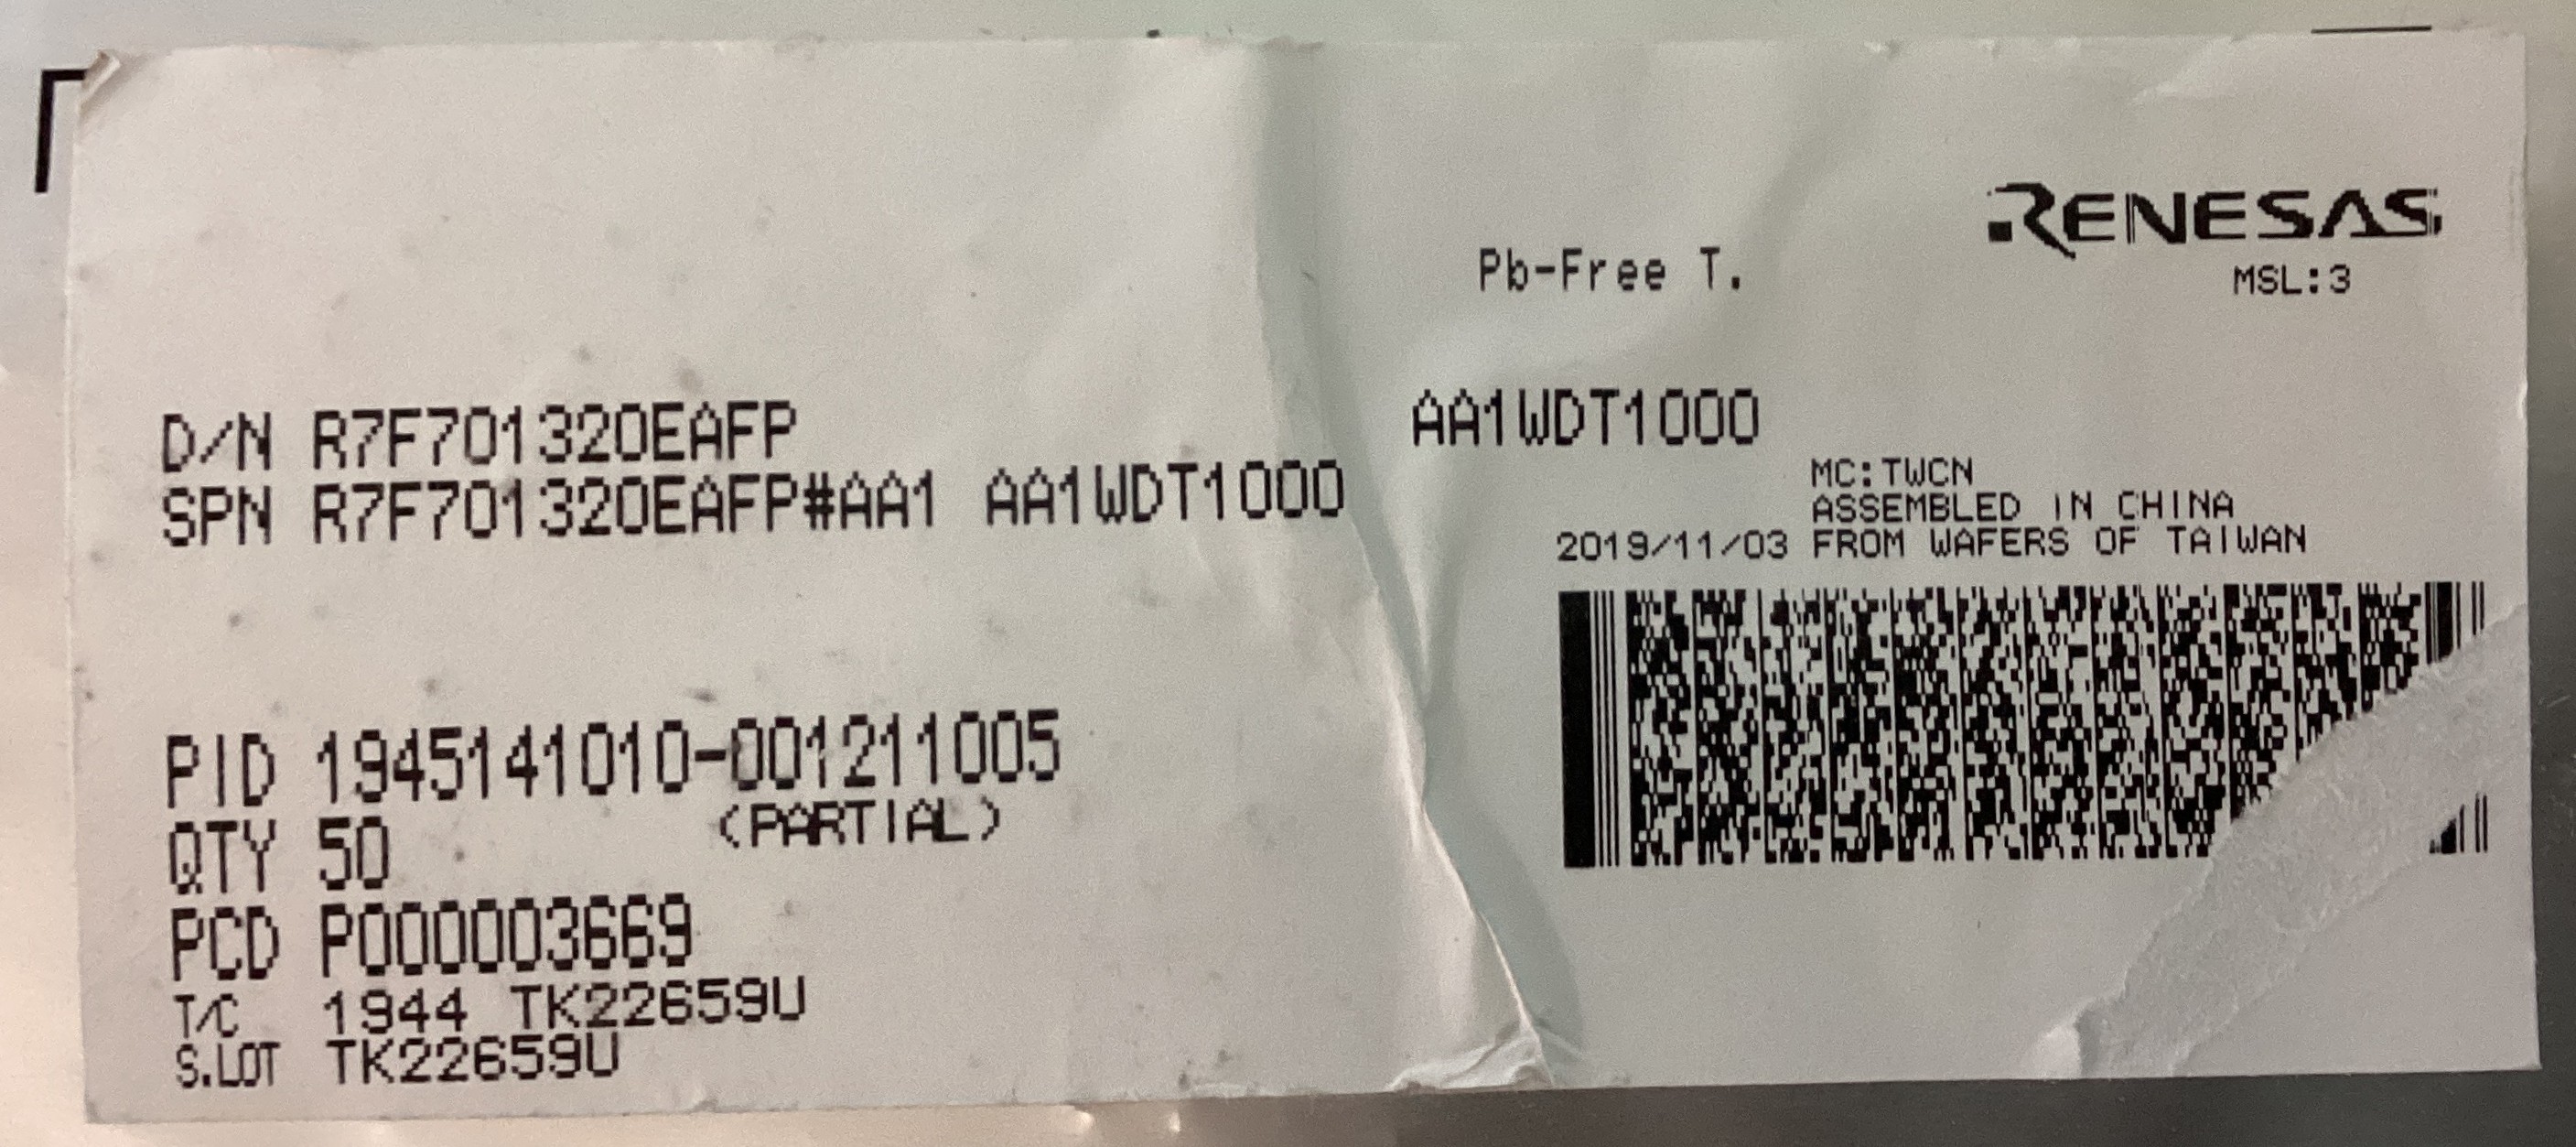 RENESAS
Pb-Free T.
MSL:3
D/N R7F701320EAFP AA1WDT1000
SPN R7F701320EAFP#AA1 AA1WDT1000
MC:TWCN
ASSEMBLED IN CHINA
2019/11/03 FROM WAFERS OF TAIWAN
PID 1945141010-001211005
(PARTIAL)
QTY 50
PCD P000003669
T/C 1944 TK22659U
S.LOT TK22659U